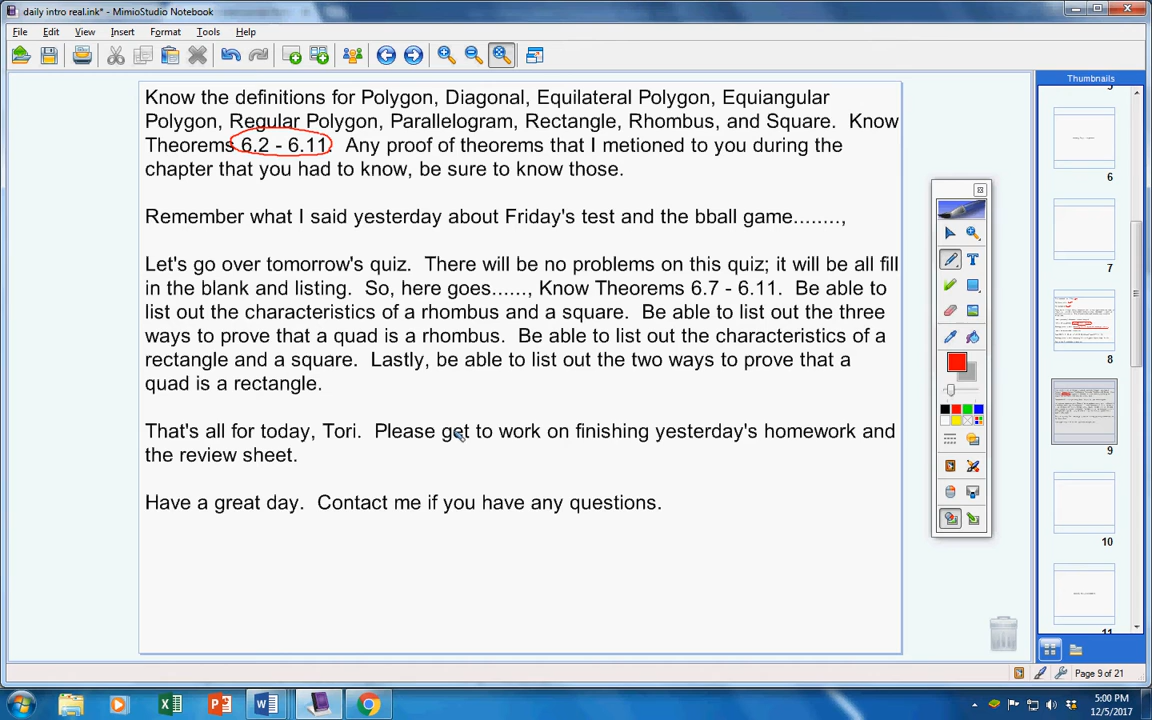 daily intro real.ink* - MimioStudio Notebook
File Edit View Insert Format Tools Help
Know the definitions for Polygon, Diagonal, Equilateral Polygon, Equiangular
Polygon, Regular Polygon, Parallelogram, Rectangle, Rhombus, and Square.  Know
Theorems 6.2 - 6.11.  Any proof of theorems that I metioned to you during the
chapter that you had to know, be sure to know those.
Remember what I said yesterday about Friday's test and the bball game........,
Let's go over tomorrow's quiz.  There will be no problems on this quiz; it will be all fill
in the blank and listing.  So, here goes......, Know Theorems 6.7 - 6.11.  Be able to
list out the characteristics of a rhombus and a square.  Be able to list out the three
ways to prove that a quad is a rhombus.  Be able to list out the characteristics of a
rectangle and a square.  Lastly, be able to list out the two ways to prove that a
quad is a rectangle.
That's all for today, Tori.  Please get to work on finishing yesterday's homework and
the review sheet.
Have a great day.  Contact me if you have any questions.
Thumbnails
5
6
7
8
9
10
11
Page 9 of 21
5:00 PM
12/5/2017